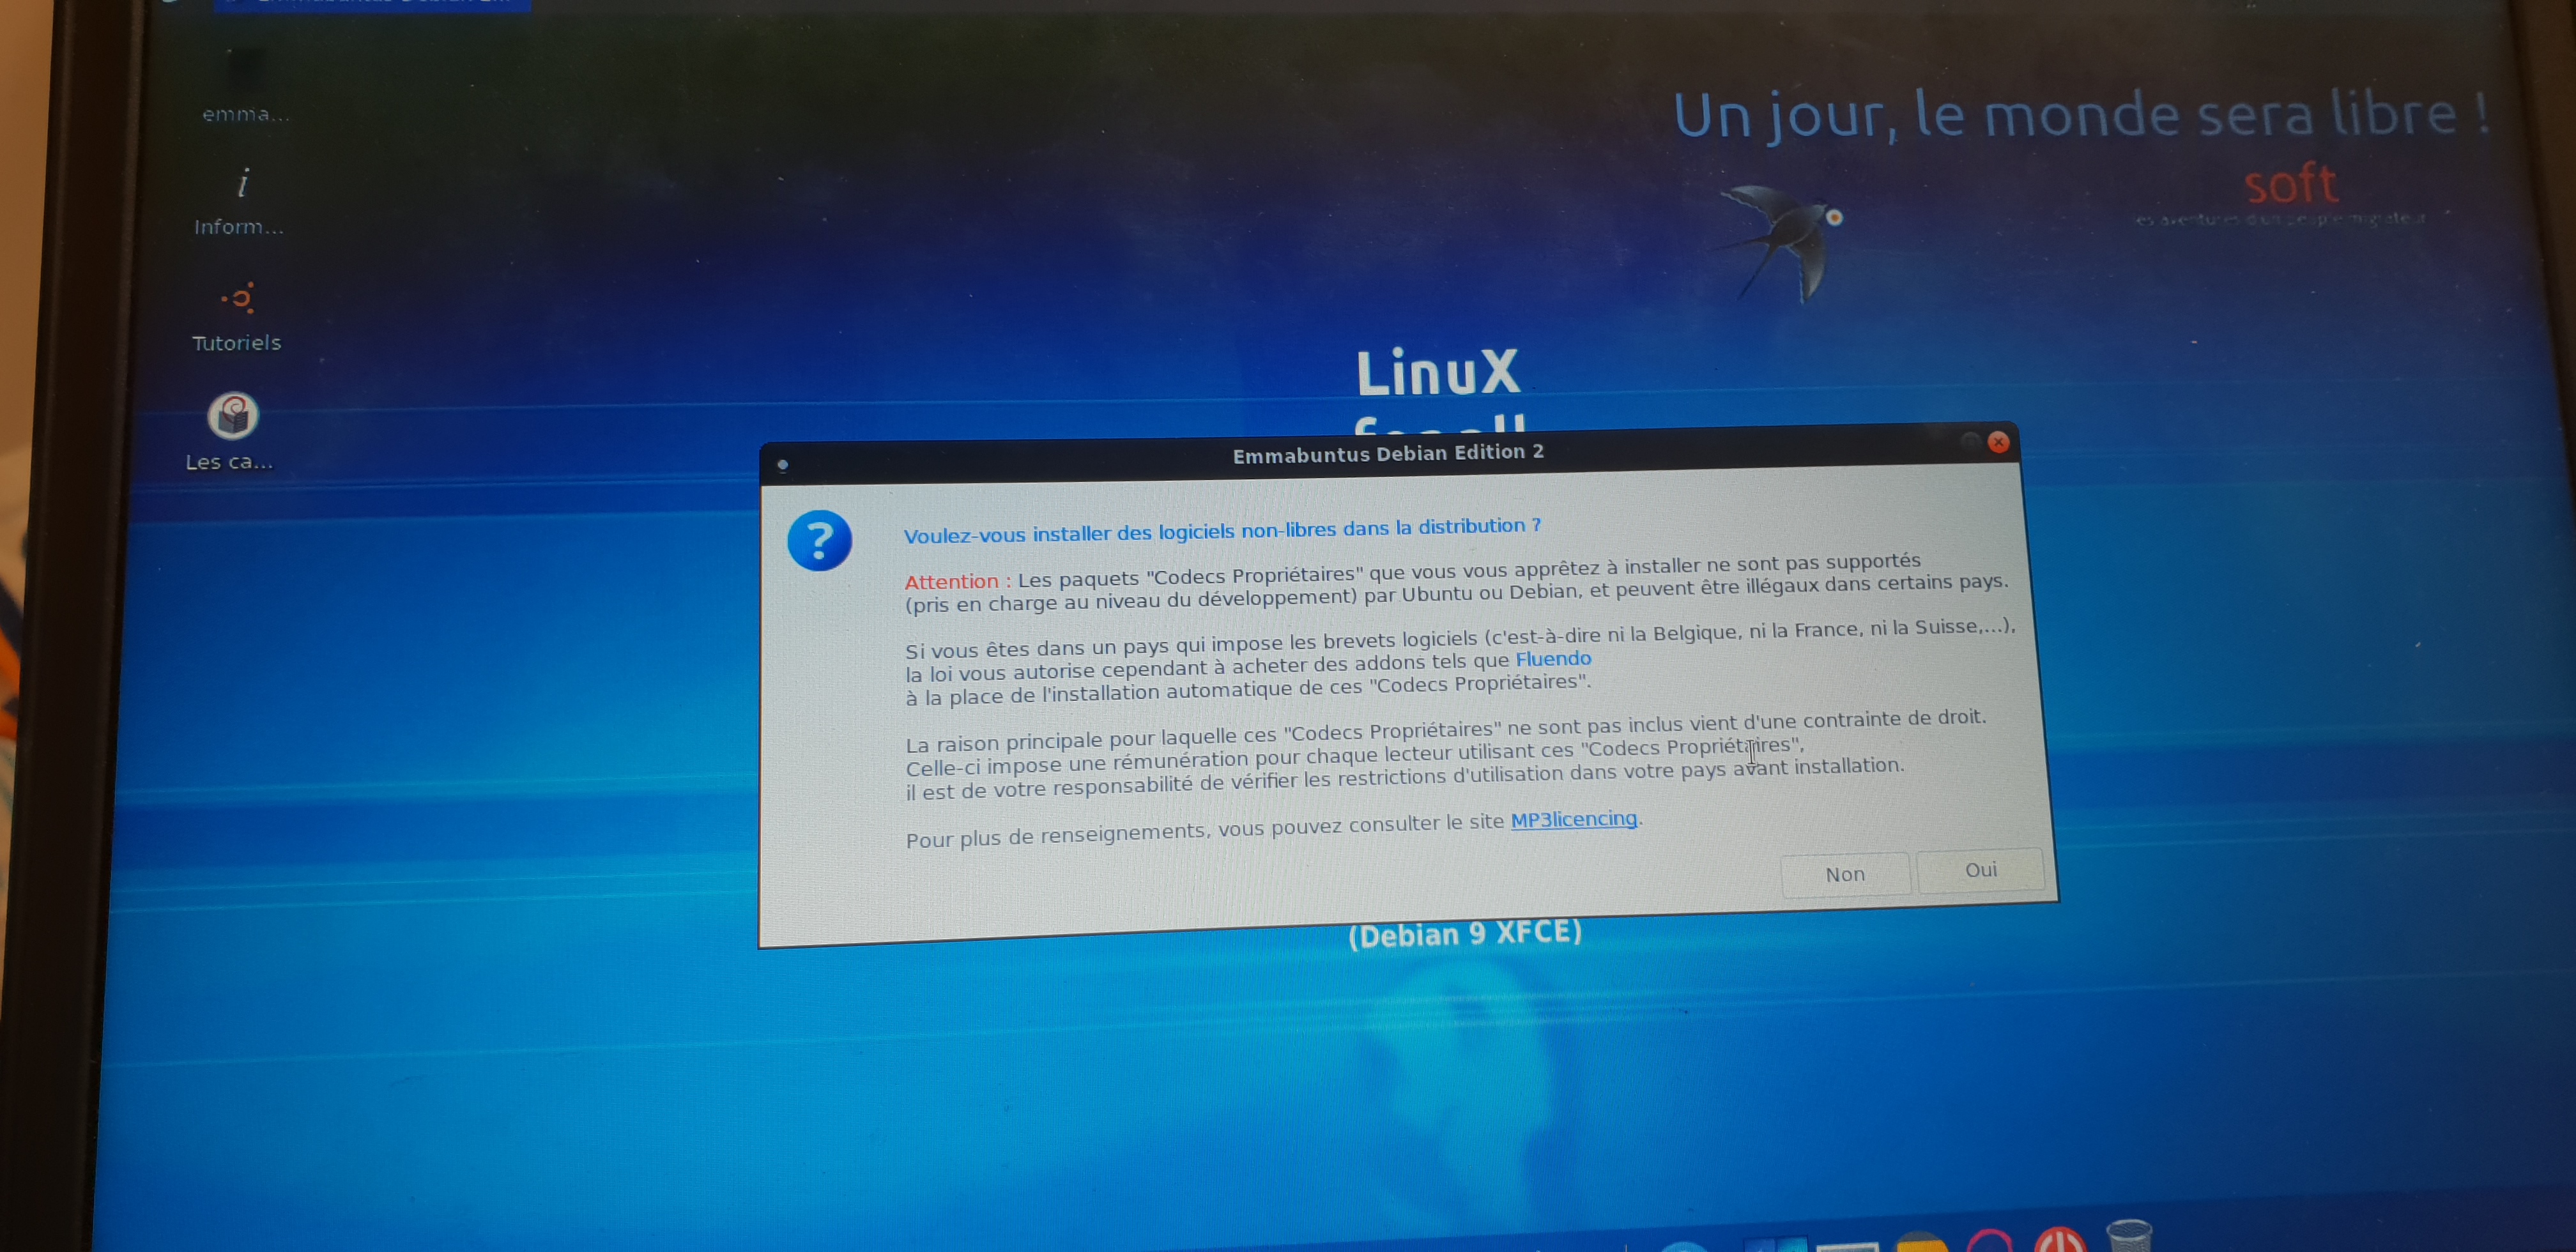 emma...
Un jour, le monde sera libre !
soft
Inform...
Tutoriels
LinuX
Les ca...
Emmabuntus Debian Edition 2
Voulez-vous installer des logiciels non-libres dans la distribution ?
Attention : Les paquets "Codecs Propriétaires" que vous vous apprêtez à installer ne sont pas supportés
(pris en charge au niveau du développement) par Ubuntu ou Debian, et peuvent être illégaux dans certains pays.
Si vous êtes dans un pays qui impose les brevets logiciels (c'est-à-dire ni la Belgique, ni la France, ni la Suisse,...),
la loi vous autorise cependant à acheter des addons tels que Fluendo
à la place de l'installation automatique de ces "Codecs Propriétaires".
La raison principale pour laquelle ces "Codecs Propriétaires" ne sont pas inclus vient d'une contrainte de droit.
Celle-ci impose une rémunération pour chaque lecteur utilisant ces "Codecs Propriétaires",
il est de votre responsabilité de vérifier les restrictions d'utilisation dans votre pays avant installation.
Pour plus de renseignements, vous pouvez consulter le site MP3licencing.
Non
Oui
(Debian 9 XFCE)